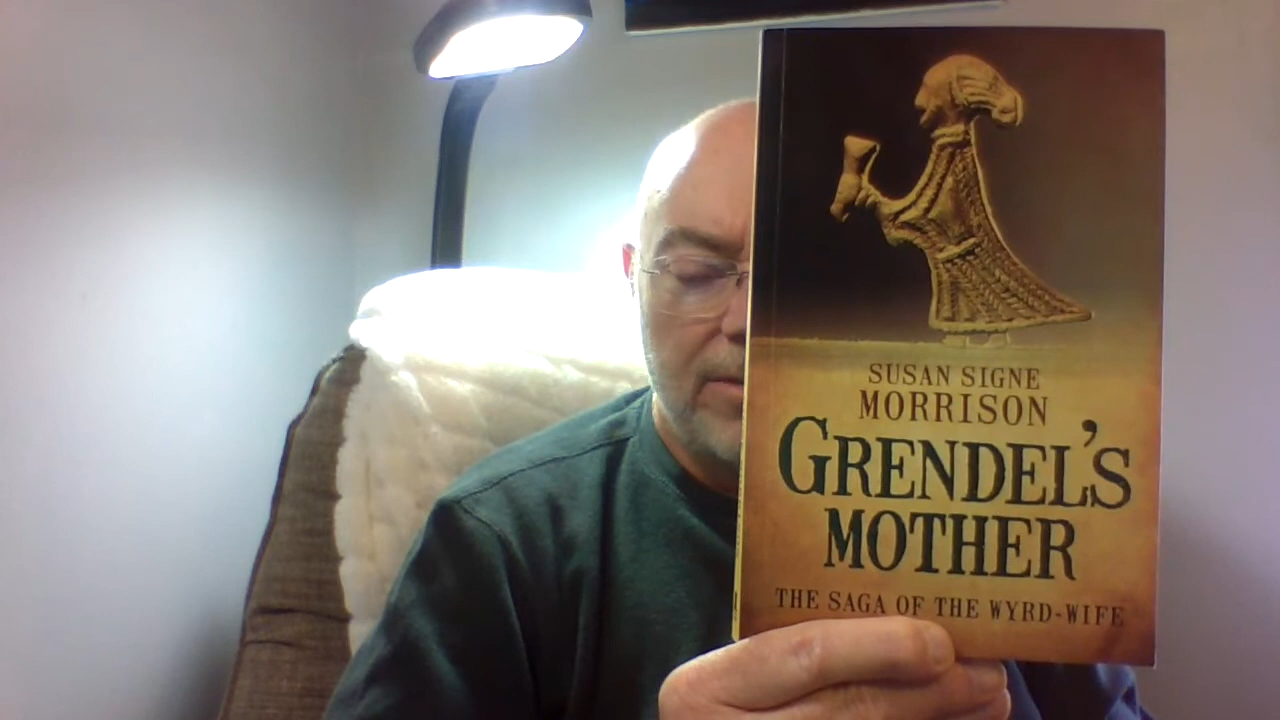 SUSAN SIGNE
MORRISON
GRENDEL'S
MOTHER
THE SAGA OF THE WYRD-WIFE